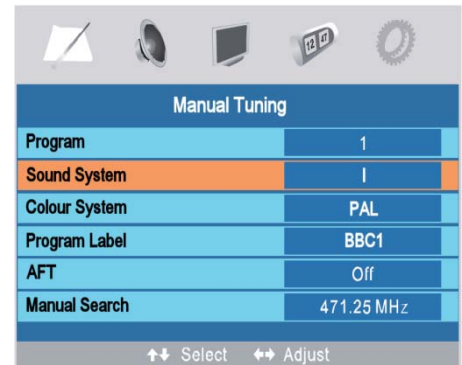 12 47
Manual Tuning
Program 1
Sound System I
Colour System PAL
Program Label BBC1
AFT Off
Manual Search 471.25 MHz
Select Adjust